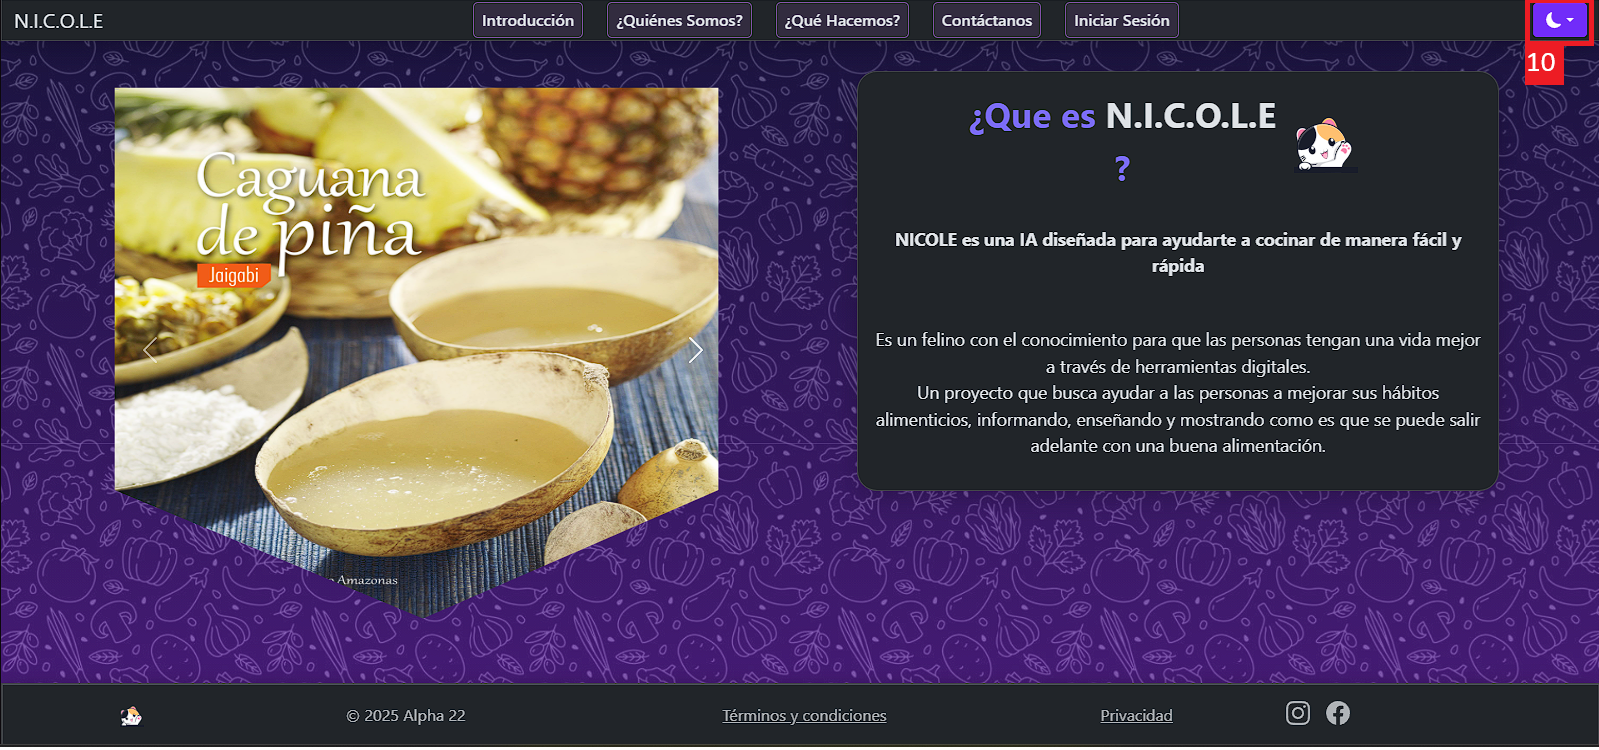 N.I.C.O.L.E
Introducción
¿Quiénes Somos?
¿Qué Hacemos?
Contáctanos
Iniciar Sesión
10
Caguana
de piña
Jaigabi
Amazonas
¿Que es N.I.C.O.L.E
?
NICOLE es una IA diseñada para ayudarte a cocinar de manera fácil y
rápida
Es un felino con el conocimiento para que las personas tengan una vida mejor
a través de herramientas digitales.
Un proyecto que busca ayudar a las personas a mejorar sus hábitos
alimenticios, informando, enseñando y mostrando como es que se puede salir
adelante con una buena alimentación.
© 2025 Alpha 22
Términos y condiciones
Privacidad